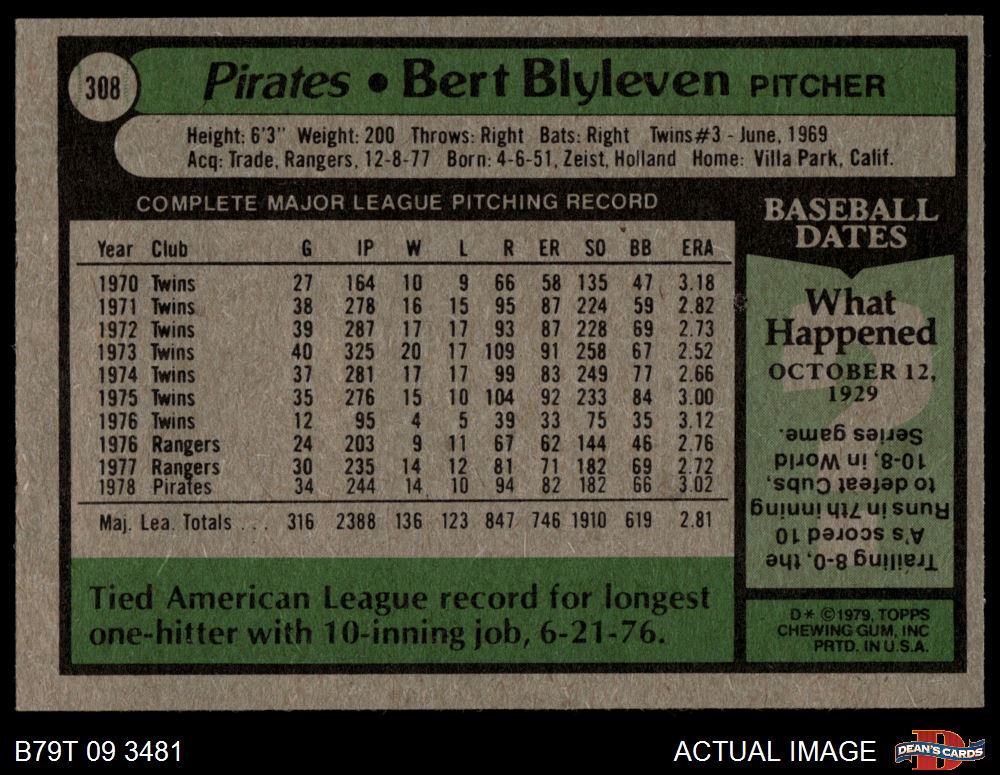 308
Pirates • Bert Blyleven PITCHER
Height: 6'3" Weight: 200 Throws: Right Bats: Right Twins#3 - June, 1969
Acq: Trade, Rangers, 12-8-77 Born: 4-6-51, Zeist, Holland Home: Villa Park, Calif.
COMPLETE MAJOR LEAGUE PITCHING RECORD
Year Club G IP W L R ER SO BB ERA
1970 Twins 27 164 10 9 66 58 135 47 3.18
1971 Twins 38 278 16 15 95 87 224 59 2.82
1972 Twins 39 287 17 17 93 87 228 69 2.73
1973 Twins 40 325 20 17 109 91 258 67 2.52
1974 Twins 37 281 17 17 99 83 249 77 2.66
1975 Twins 35 276 15 10 104 92 233 84 3.00
1976 Twins 12 95 4 5 39 33 75 35 3.12
1976 Rangers 24 203 9 11 67 62 144 46 2.76
1977 Rangers 30 235 14 12 81 71 182 69 2.72
1978 Pirates 34 244 14 10 94 82 182 66 3.02
Maj. Lea. Totals . . . 316 2388 136 123 847 746 1910 619 2.81
Tied American League record for longest
one-hitter with 10-inning job, 6-21-76.
BASEBALL
DATES
What
Happened
OCTOBER 12,
1929
Trailing 8-0, the
A's scored 10
Runs in 7th inning
to defeat Cubs,
10-8, in World
Series game.
D* ©1979, TOPPS
CHEWING GUM, INC
PRTD. IN U.S.A.
B79T 09 3481
ACTUAL IMAGE
D
DEAN'S CARDS